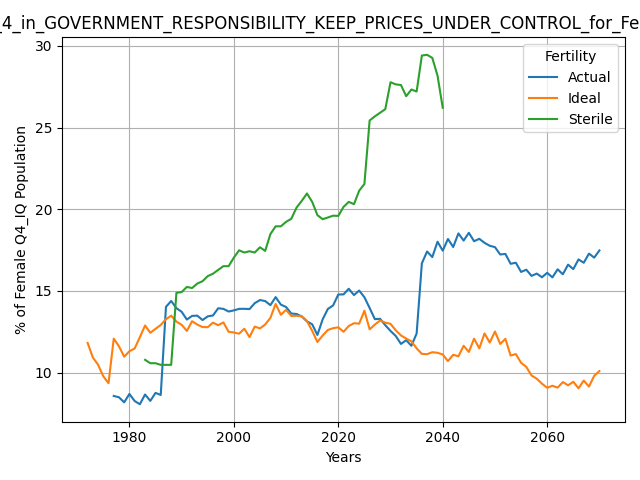 _4_in_GOVERNMENT_RESPONSIBILITY_KEEP_PRICES_UNDER_CONTROL_for_Fe
Fertility
Actual
Ideal
Sterile
% of Female Q4_IQ Population
30
25
20
15
10
1980
2000
2020
2040
2060
Years